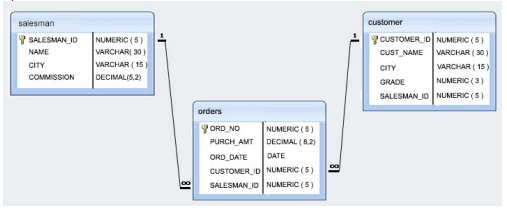 salesman
SALESMAN_ID NUMERIC ( 5 )
NAME VARCHAR( 30 )
CITY VARCHAR ( 15 )
COMMISSION DECIMAL(5,2)
1
1
customer
CUSTOMER_ID NUMERIC ( 5 )
CUST_NAME VARCHAR ( 30 )
CITY VARCHAR ( 15 )
GRADE NUMERIC ( 3 )
SALESMAN_ID NUMERIC ( 5 )
orders
ORD_NO NUMERIC ( 5 )
PURCH_AMT DECIMAL ( 8,2)
ORD_DATE DATE
CUSTOMER_ID NUMERIC ( 5 )
SALESMAN_ID NUMERIC ( 5 )
∞
∞